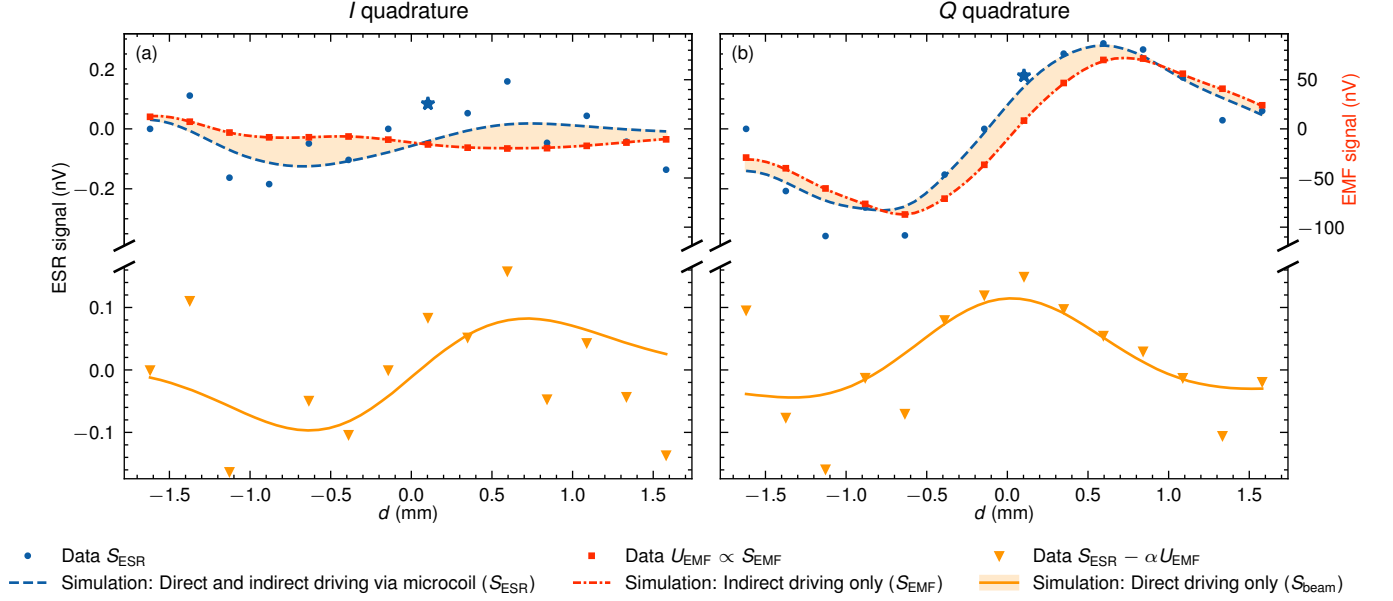 I quadrature
Q quadrature
(a)
(b)
0.2
0.0
−0.2
0.1
0.0
−0.1
ESR signal (nV)
50
0
−50
−100
EMF signal (nV)
−1.5 −1.0 −0.5 0.0 0.5 1.0 1.5
−1.5 −1.0 −0.5 0.0 0.5 1.0 1.5
d (mm)
d (mm)
Data S_ESR
Data U_EMF ∝ S_EMF
Data S_ESR − αU_EMF
Simulation: Direct and indirect driving via microcoil (S_ESR)
Simulation: Indirect driving only (S_EMF)
Simulation: Direct driving only (S_beam)